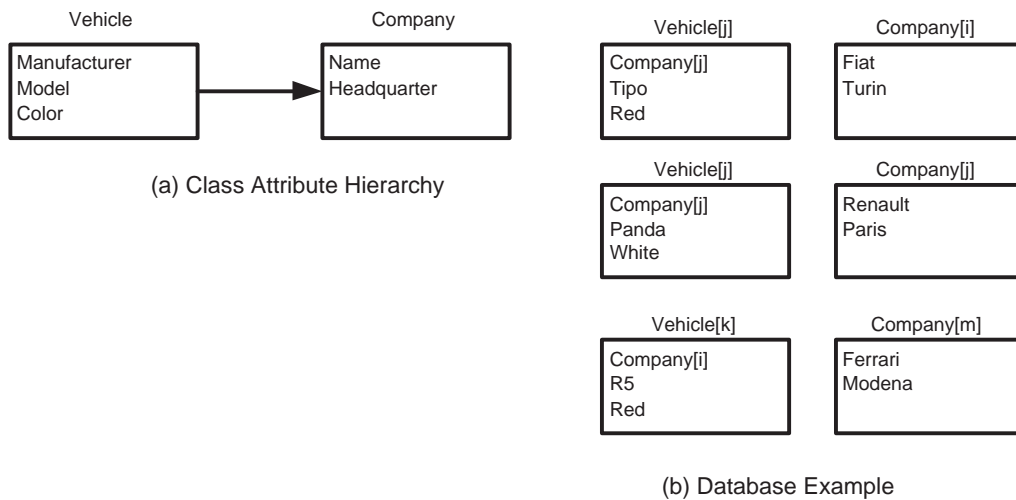 Vehicle
Manufacturer
Model
Color
Company
Name
Headquarter
(a) Class Attribute Hierarchy
Vehicle[j]
Company[j]
Tipo
Red
Company[i]
Fiat
Turin
Vehicle[j]
Company[j]
Panda
White
Company[j]
Renault
Paris
Vehicle[k]
Company[i]
R5
Red
Company[m]
Ferrari
Modena
(b) Database Example